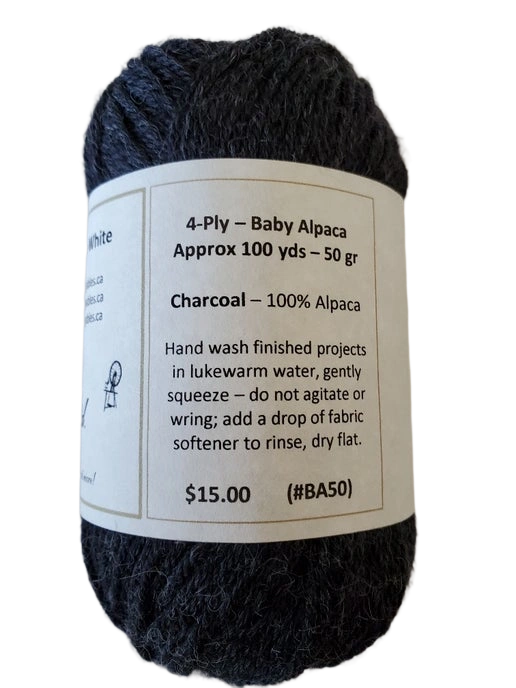 White
4-Ply – Baby Alpaca
Approx 100 yds – 50 gr
Charcoal – 100% Alpaca
Hand wash finished projects
in lukewarm water, gently
squeeze – do not agitate or
wring; add a drop of fabric
softener to rinse, dry flat.
$15.00 (#BA50)